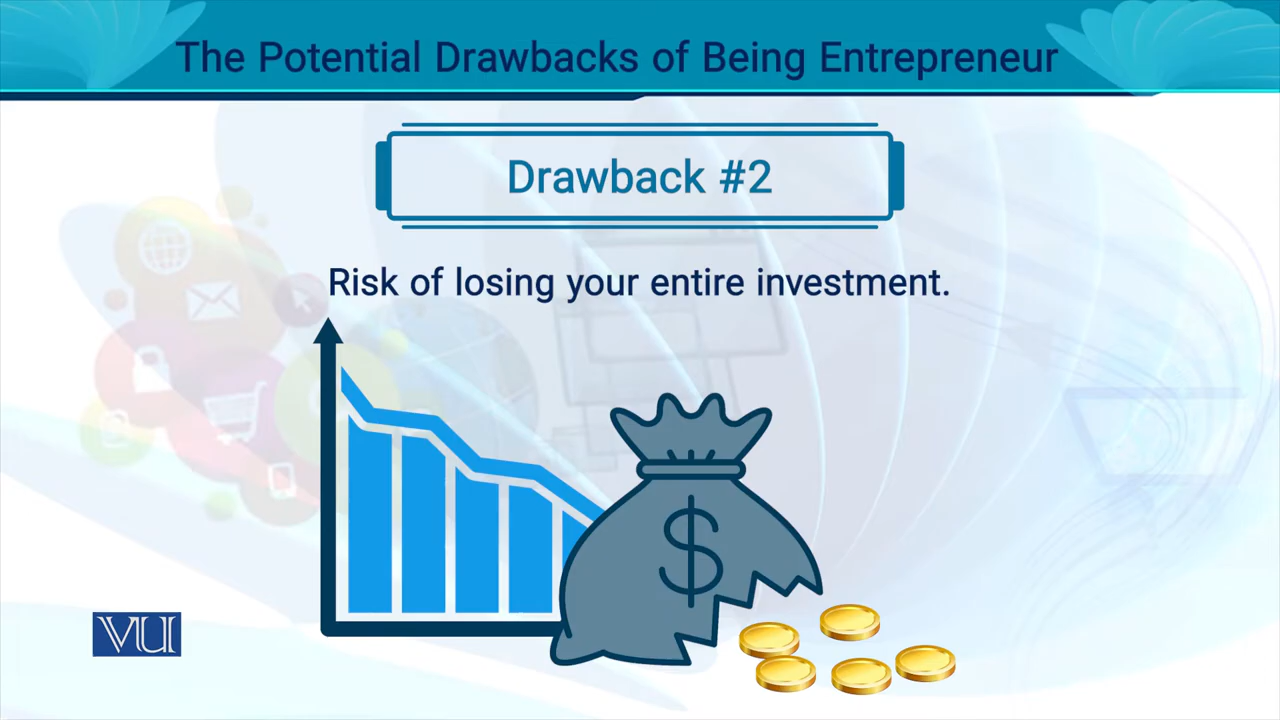 The Potential Drawbacks of Being Entrepreneur
Drawback #2
Risk of losing your entire investment.
$
VU